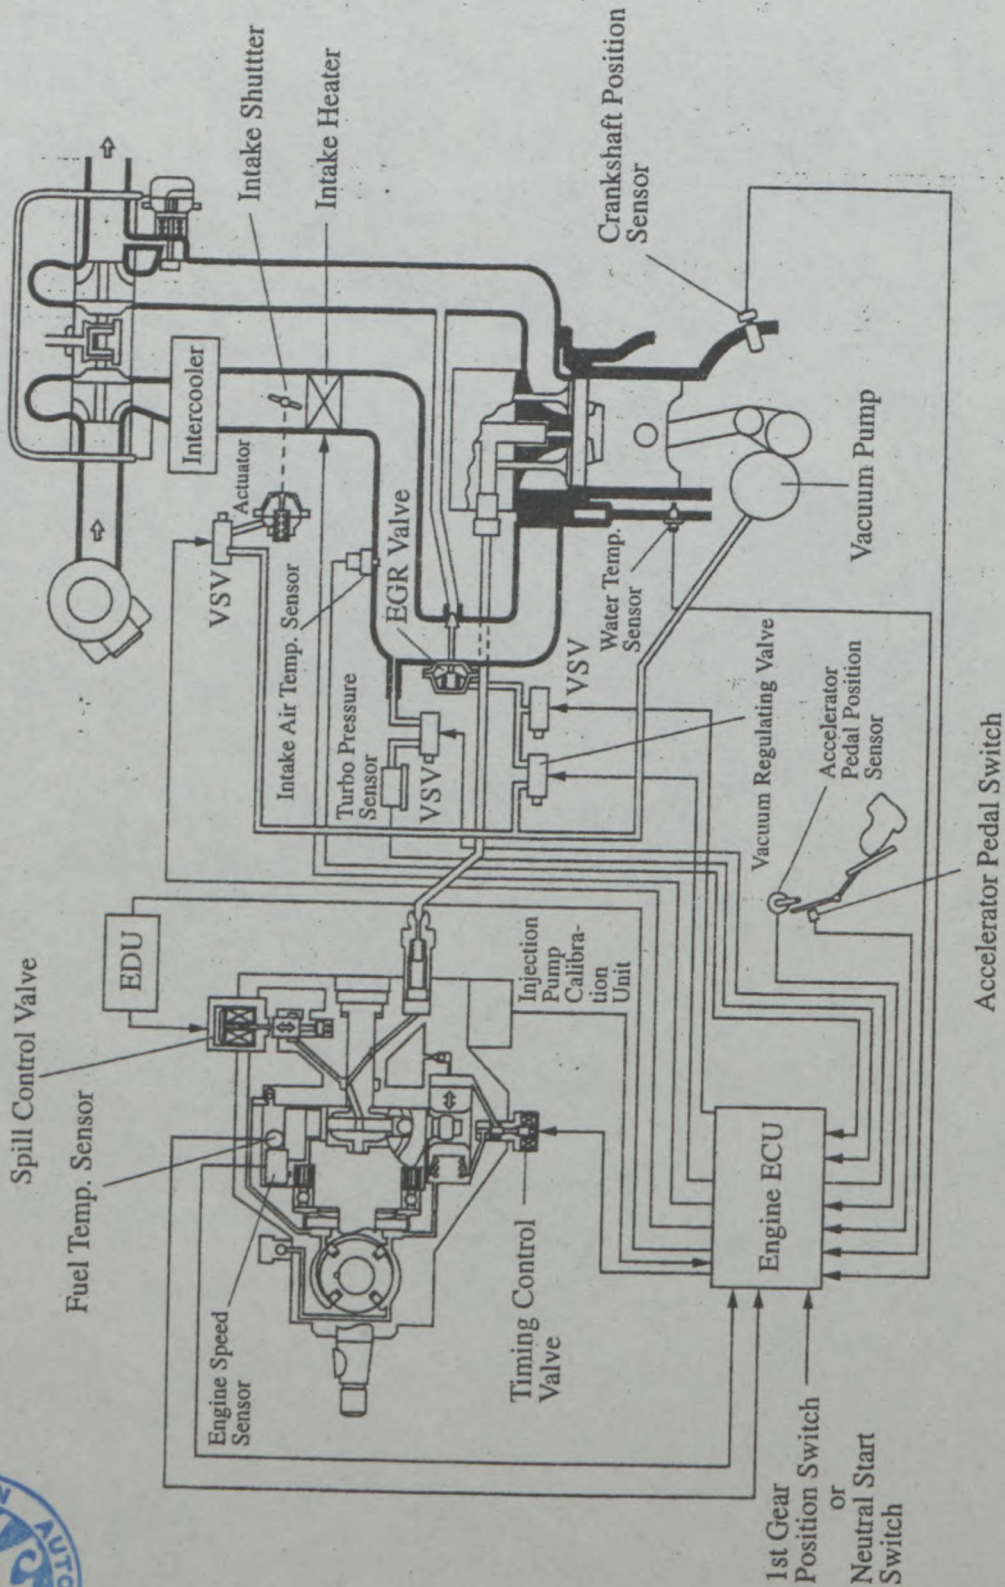 Spill Control Valve
Fuel Temp. Sensor
EDU
Engine Speed
Sensor
Timing Control
Valve
Injection
Pump
Calibra-
tion
Unit
1st Gear
Position Switch
or
Neutral Start
Switch
Engine ECU
Intercooler
VSV
Actuator
Intake Shuttter
Intake Heater
Intake Air Temp. Sensor
EGR Valve
Turbo Pressure
Sensor
VSV
VSV
Water Temp.
Sensor
Crankshaft Position
Sensor
Vacuum Pump
Vacuum Regulating Valve
Accelerator
Pedal Position
Sensor
Accelerator Pedal Switch
AUTO